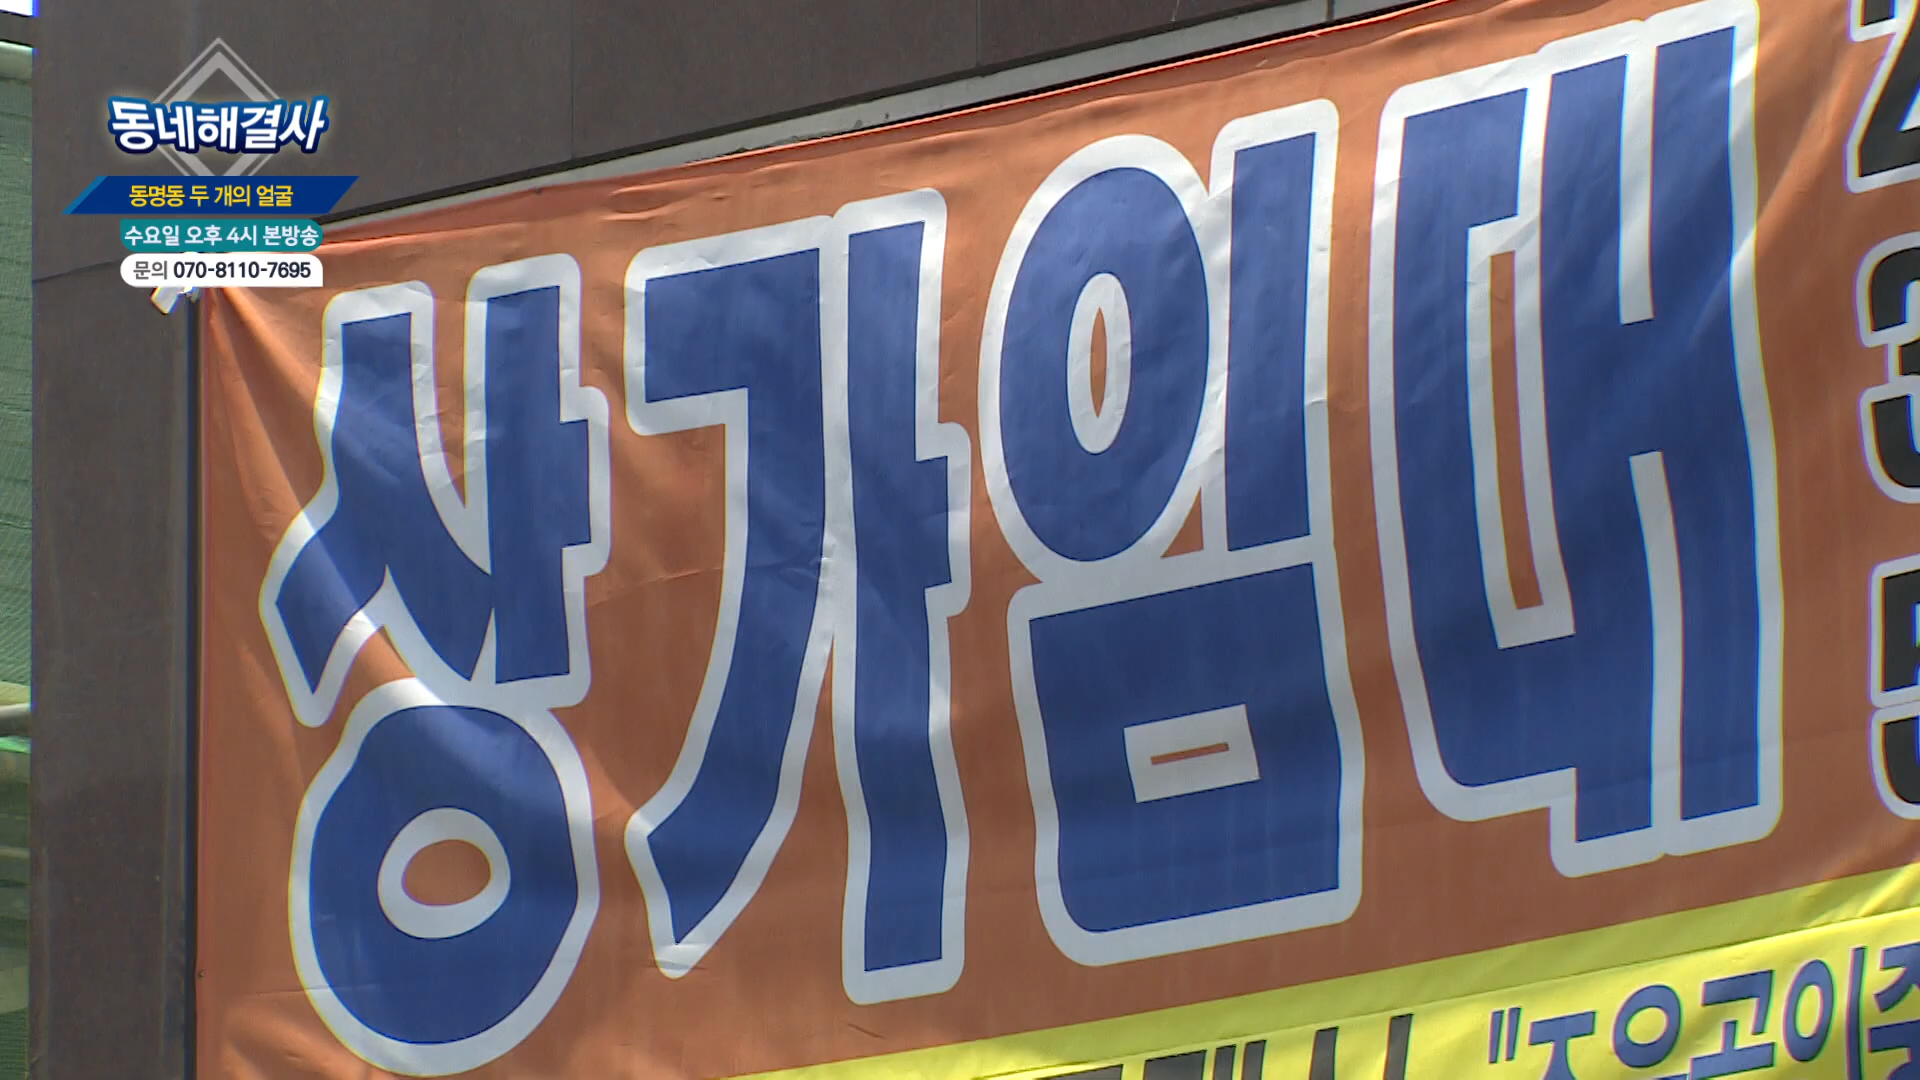 동네해결사
동명동 두 개의 얼굴
수요일 오후 4시 본방송
문의 070-8110-7695
상가임대